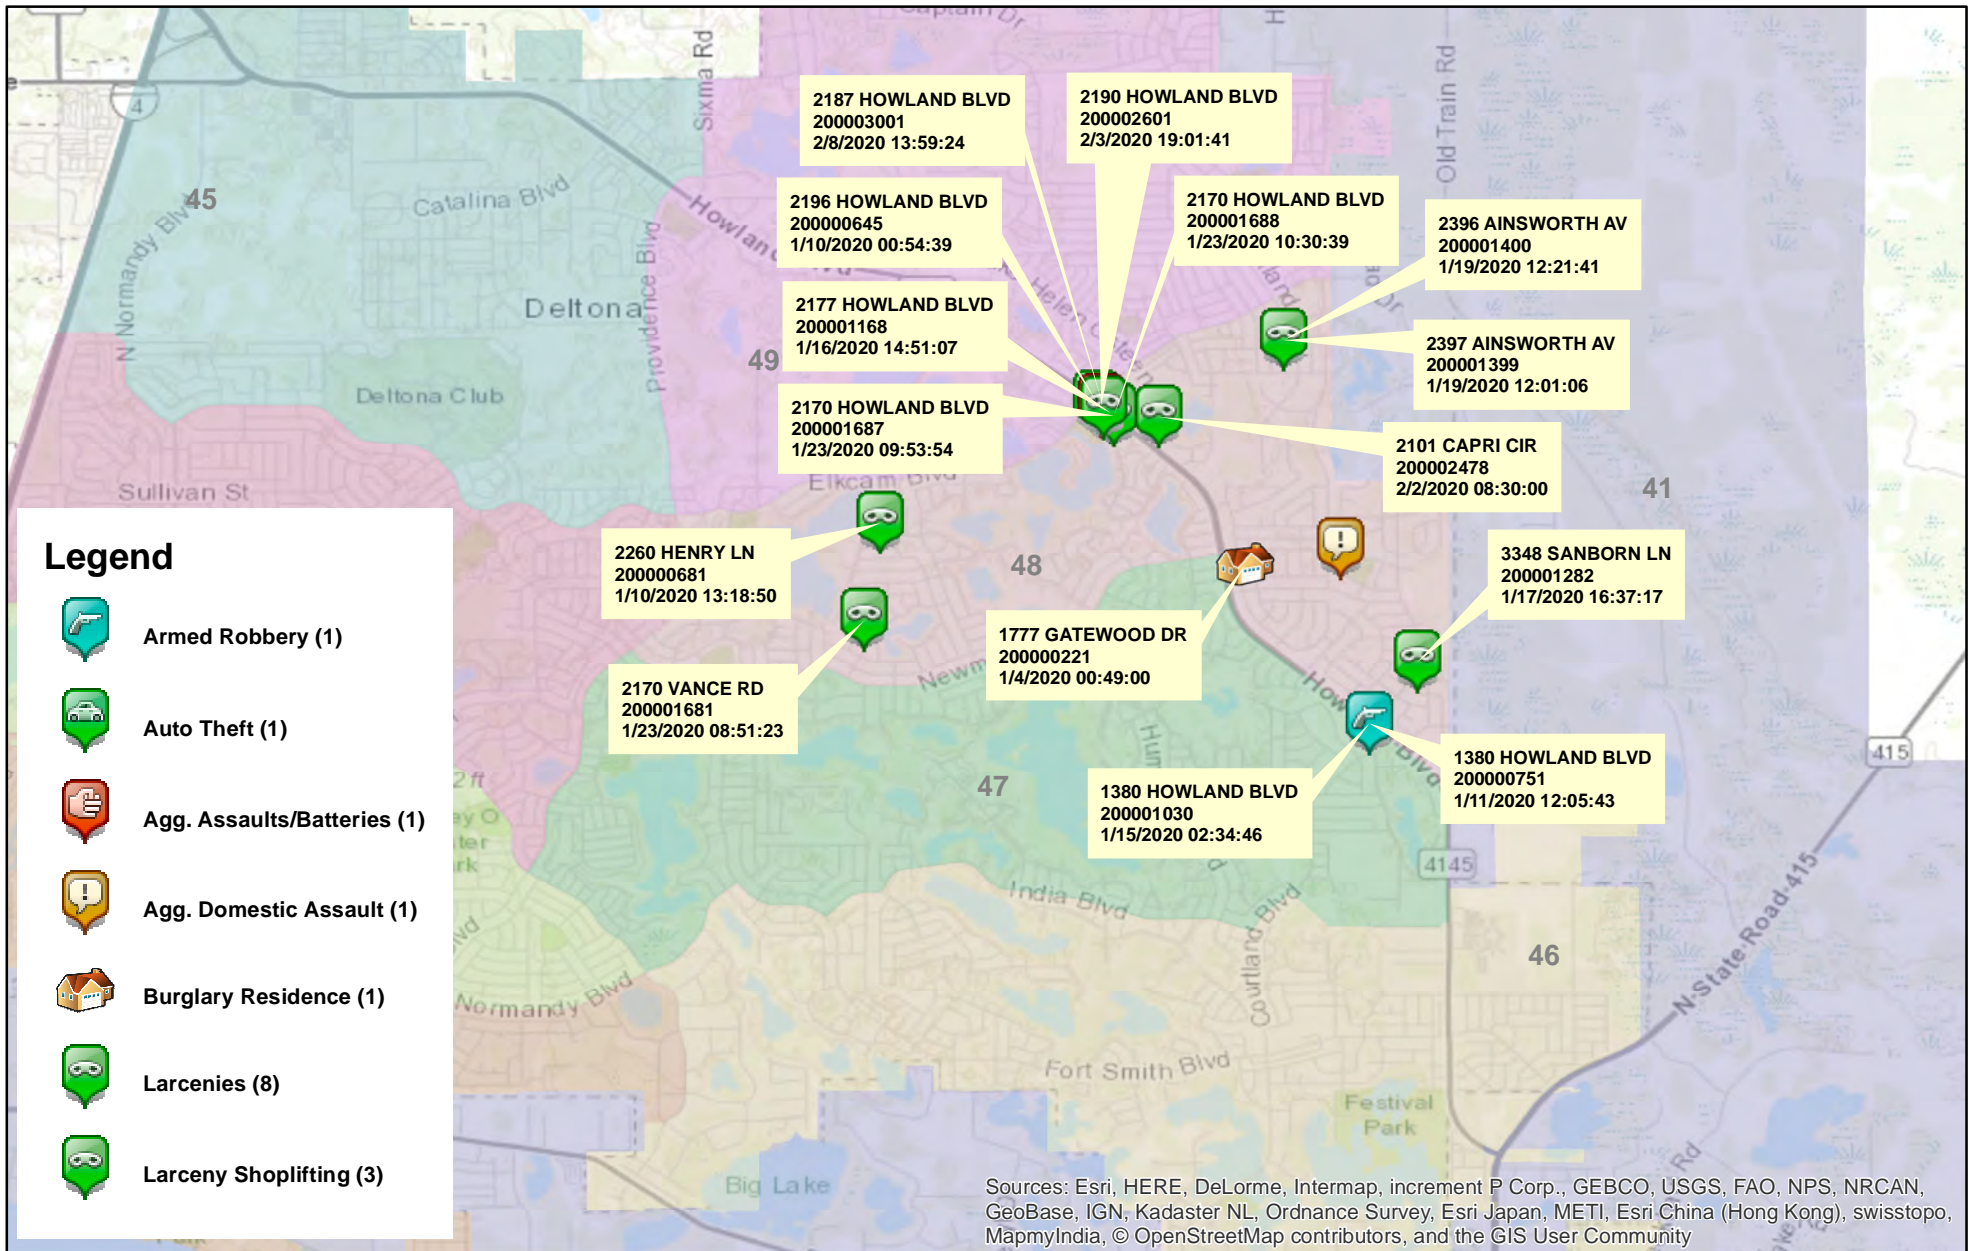 Captain Dr
Sixma Rd
Old Train Rd
4
45
Catalina Blvd
N Normandy Blvd
Howland Blvd
Providence Blvd
Deltona
Deltona Club
49
Elkcam Blvd
Sullivan St
41
48
47
46
India Blvd
Courtland Blvd
Normandy Blvd
Fort Smith Blvd
Festival
Park
Big Lake
415
4145
N State Road 415
2187 HOWLAND BLVD
200003001
2/8/2020 13:59:24
2190 HOWLAND BLVD
200002601
2/3/2020 19:01:41
2196 HOWLAND BLVD
200000645
1/10/2020 00:54:39
2170 HOWLAND BLVD
200001688
1/23/2020 10:30:39
2396 AINSWORTH AV
200001400
1/19/2020 12:21:41
2177 HOWLAND BLVD
200001168
1/16/2020 14:51:07
2397 AINSWORTH AV
200001399
1/19/2020 12:01:06
2170 HOWLAND BLVD
200001687
1/23/2020 09:53:54
2101 CAPRI CIR
200002478
2/2/2020 08:30:00
2260 HENRY LN
200000681
1/10/2020 13:18:50
3348 SANBORN LN
200001282
1/17/2020 16:37:17
1777 GATEWOOD DR
200000221
1/4/2020 00:49:00
2170 VANCE RD
200001681
1/23/2020 08:51:23
1380 HOWLAND BLVD
200000751
1/11/2020 12:05:43
1380 HOWLAND BLVD
200001030
1/15/2020 02:34:46
Legend
Armed Robbery (1)
Auto Theft (1)
Agg. Assaults/Batteries (1)
Agg. Domestic Assault (1)
Burglary Residence (1)
Larcenies (8)
Larceny Shoplifting (3)
Sources: Esri, HERE, DeLorme, Intermap, increment P Corp., GEBCO, USGS, FAO, NPS, NRCAN,
GeoBase, IGN, Kadaster NL, Ordnance Survey, Esri Japan, METI, Esri China (Hong Kong), swisstopo,
MapmyIndia, © OpenStreetMap contributors, and the GIS User Community